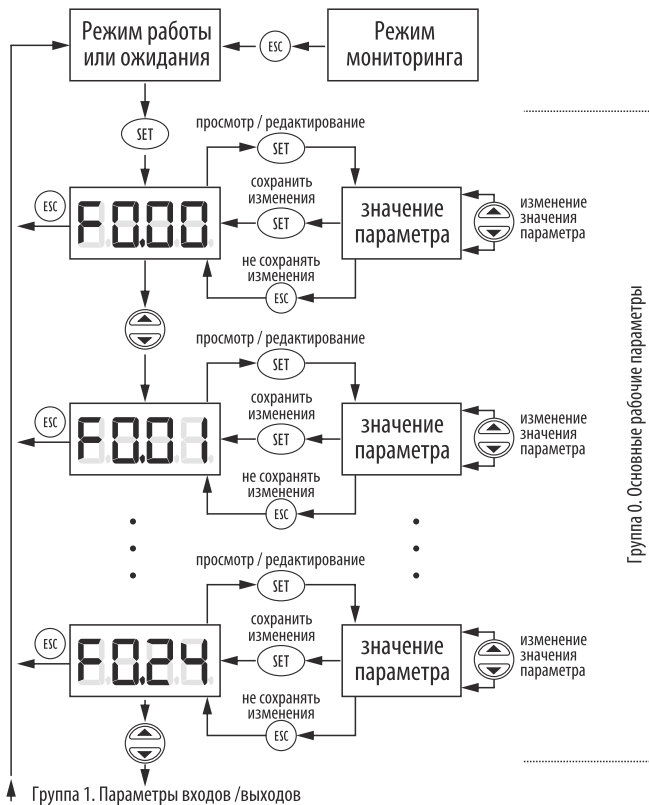 Режим работы
или ожидания
ESC
Режим
мониторинга
SET
просмотр / редактирование
SET
ESC
F0.00
сохранить
изменения
SET
значение
параметра
изменение
значения
параметра
не сохранять
изменения
ESC
просмотр / редактирование
SET
ESC
F0.01
сохранить
изменения
SET
значение
параметра
изменение
значения
параметра
не сохранять
изменения
ESC
Группа 0. Основные рабочие параметры
просмотр / редактирование
SET
ESC
F0.24
сохранить
изменения
SET
значение
параметра
изменение
значения
параметра
не сохранять
изменения
ESC
Группа 1. Параметры входов /выходов